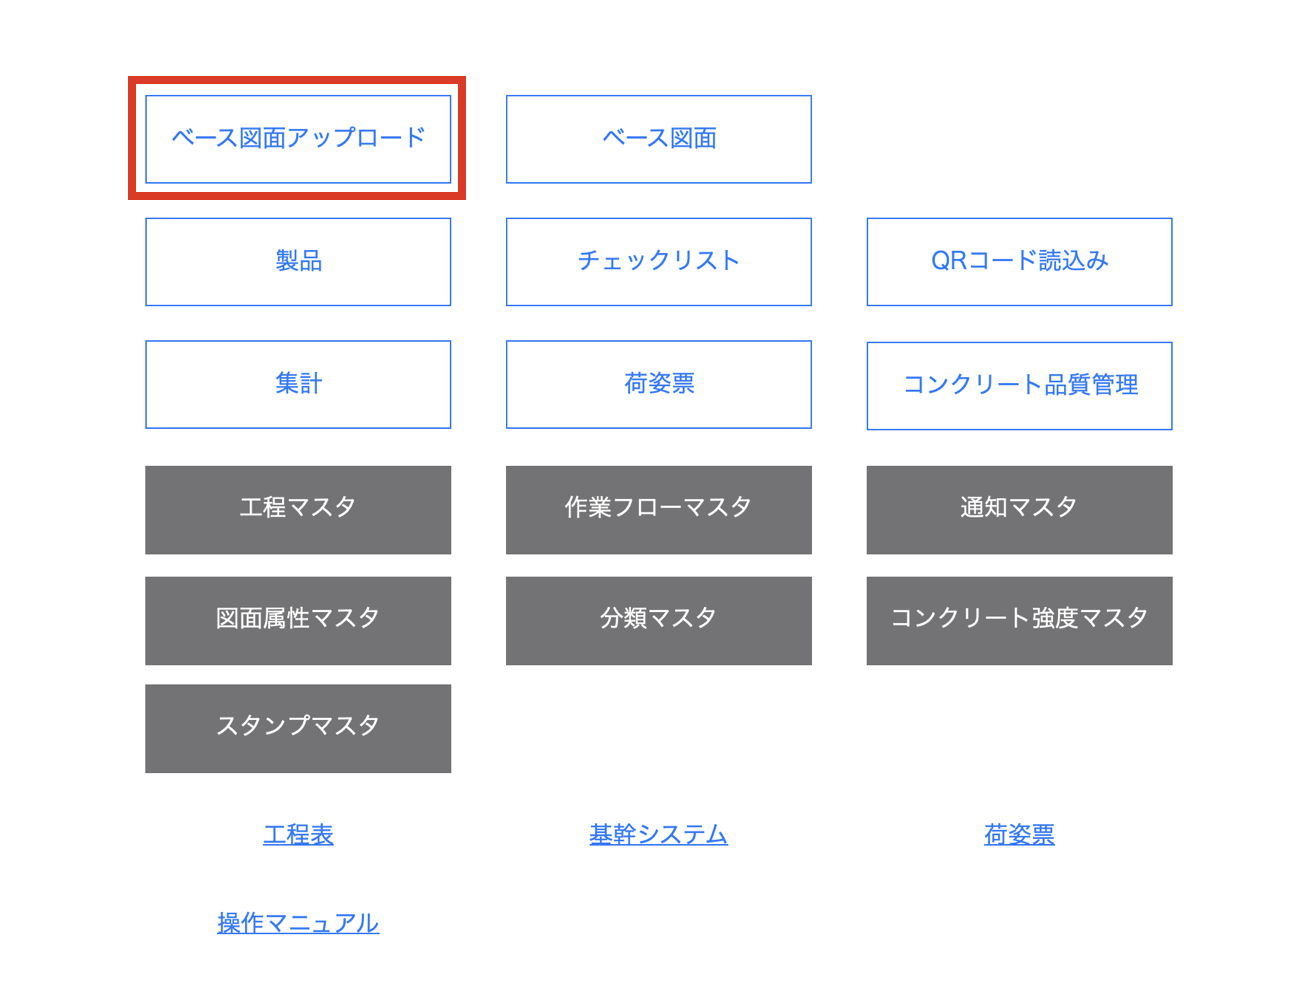 ベース図面アップロード
ベース図面
製品
チェックリスト
QRコード読込み
集計
荷姿票
コンクリート品質管理
工程マスタ
作業フローマスタ
通知マスタ
図面属性マスタ
分類マスタ
コンクリート強度マスタ
スタンプマスタ
工程表
基幹システム
荷姿票
操作マニュアル